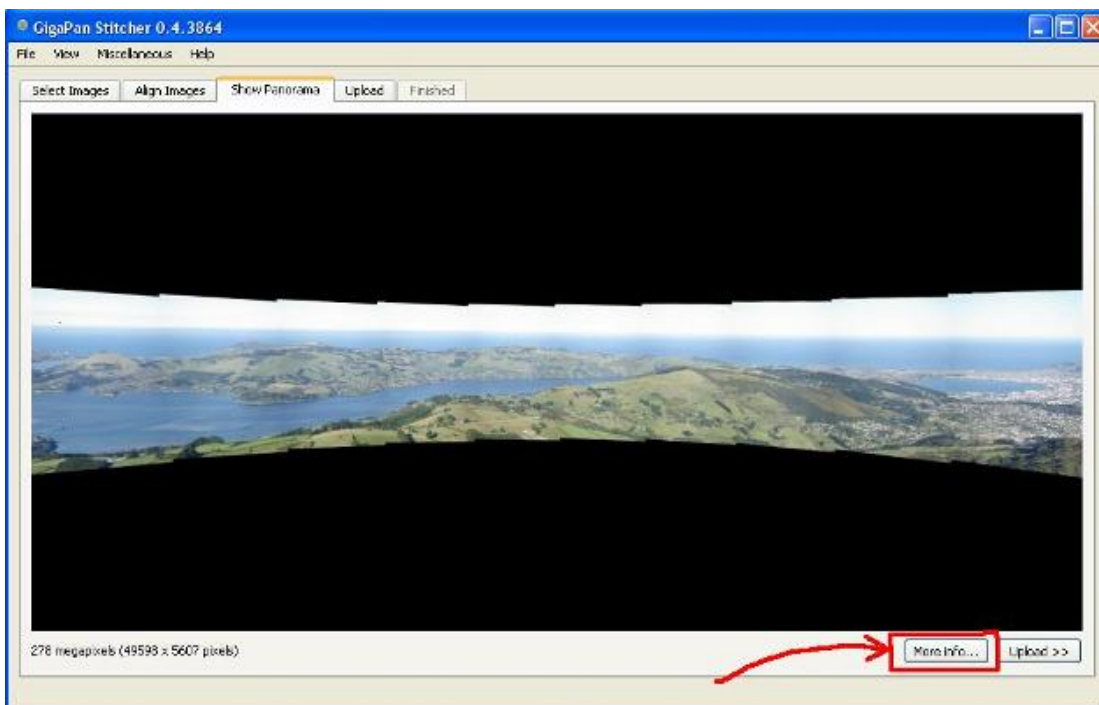 GigaPan Stitcher 0.4.3864
File View Miscellaneous Help
Select Images Align Images Show Panorama Upload Finished
278 megapixels (49593 x 5607 pixels)
More Info... Upload >>